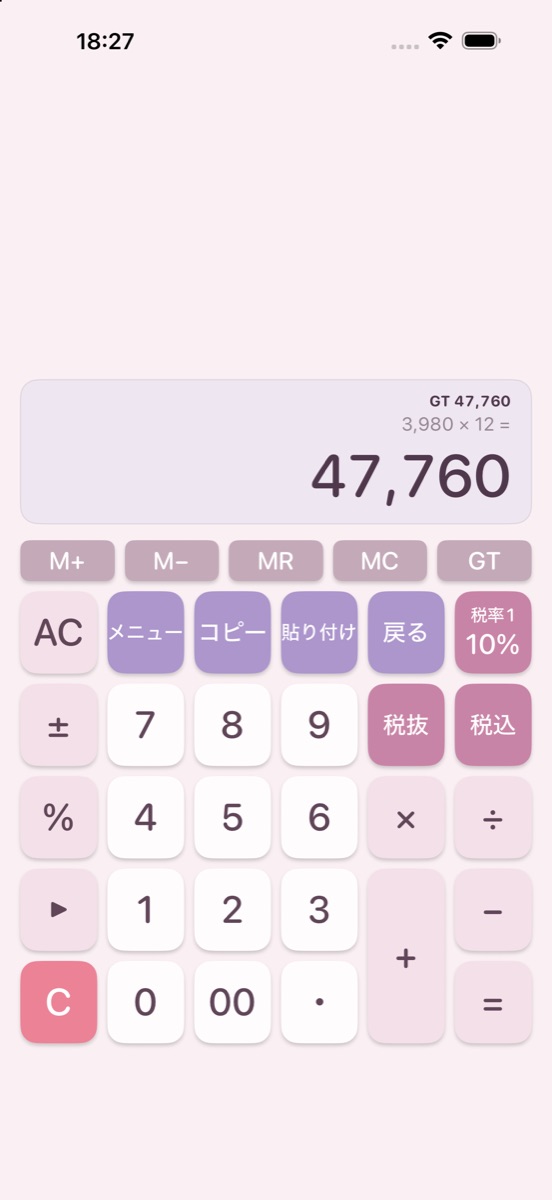 18:27
GT 47,760
3,980 × 12 =
47,760
M+ M− MR MC GT
AC メニュー コピー 貼り付け 戻る 税率1 10%
± 7 8 9 税抜 税込
% 4 5 6 × ÷
▶ 1 2 3 + −
C 0 00 · =